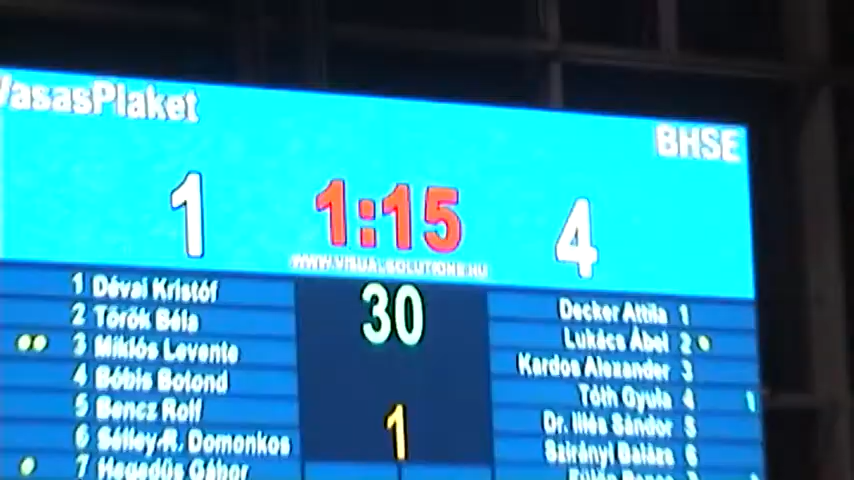 VasasPlaket
BHSE
1
1:15
4
WWW.VISUALSOLUTIONS.HU
30
1
1 Dévai Kristóf
2 Török Béla
3 Miklós Levente
4 Bóbis Botond
5 Bencz Rolf
6 Sélley-R. Domonkos
7 Hegedűs Gábor
Decker Attila 1
Lukács Ábel 2
Kardos Alexander 3
Tóth Gyula 4 1
Dr. Illés Sándor 5
Szirányi Balázs 6